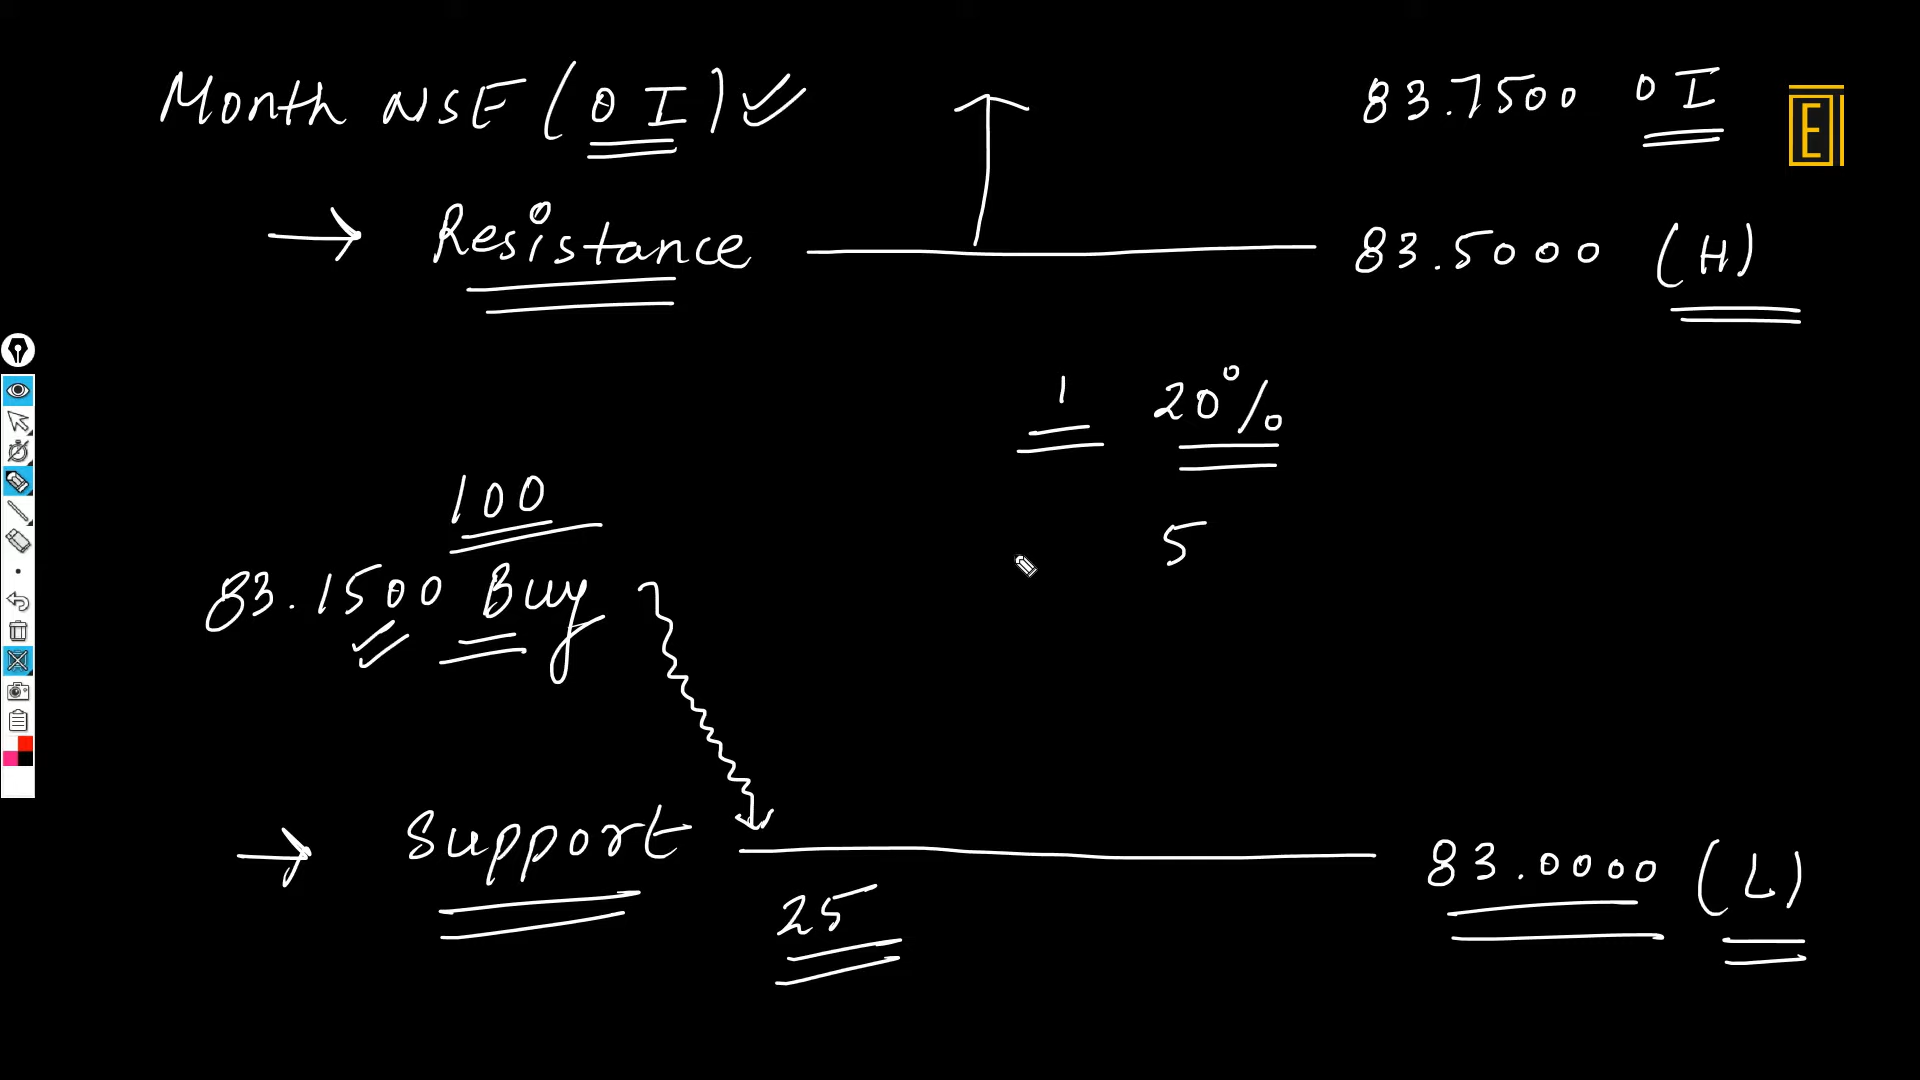 Month NSE (OI)
83.7500 OI
Resistance 83.5000 (H)
1 20%
100
5
83.1500 Buy
Support 83.0000 (L)
25